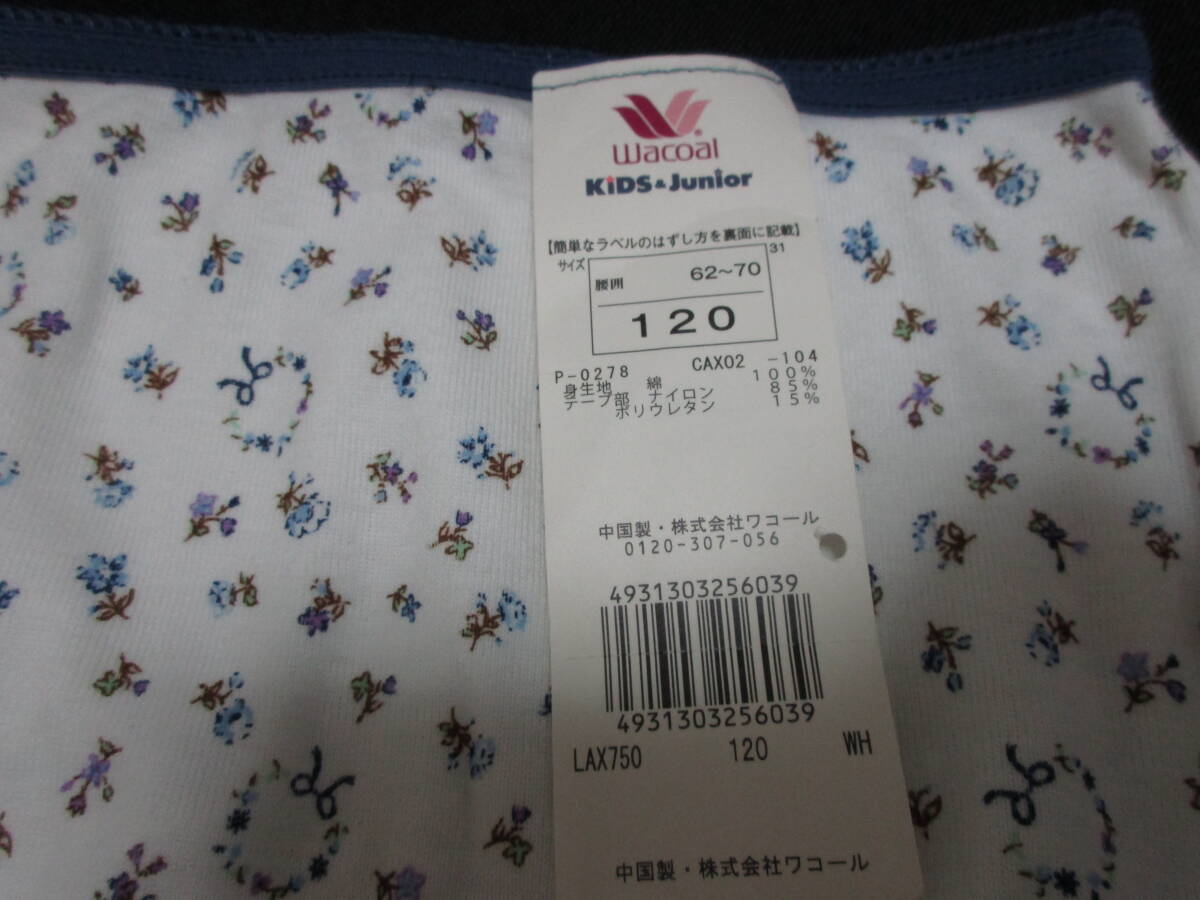 Wacoal
KiDS & Junior
【簡単なラベルのはずし方を裏面に記載】
サイズ 31
腰囲 62～70
120
P-0278 CAX02 -104
身生地 綿 100%
テープ部 ナイロン 85%
ポリウレタン 15%
中国製・株式会社ワコール
0120-307-056
4931303256039
4931303256039
LAX750 120 WH
中国製・株式会社ワコール